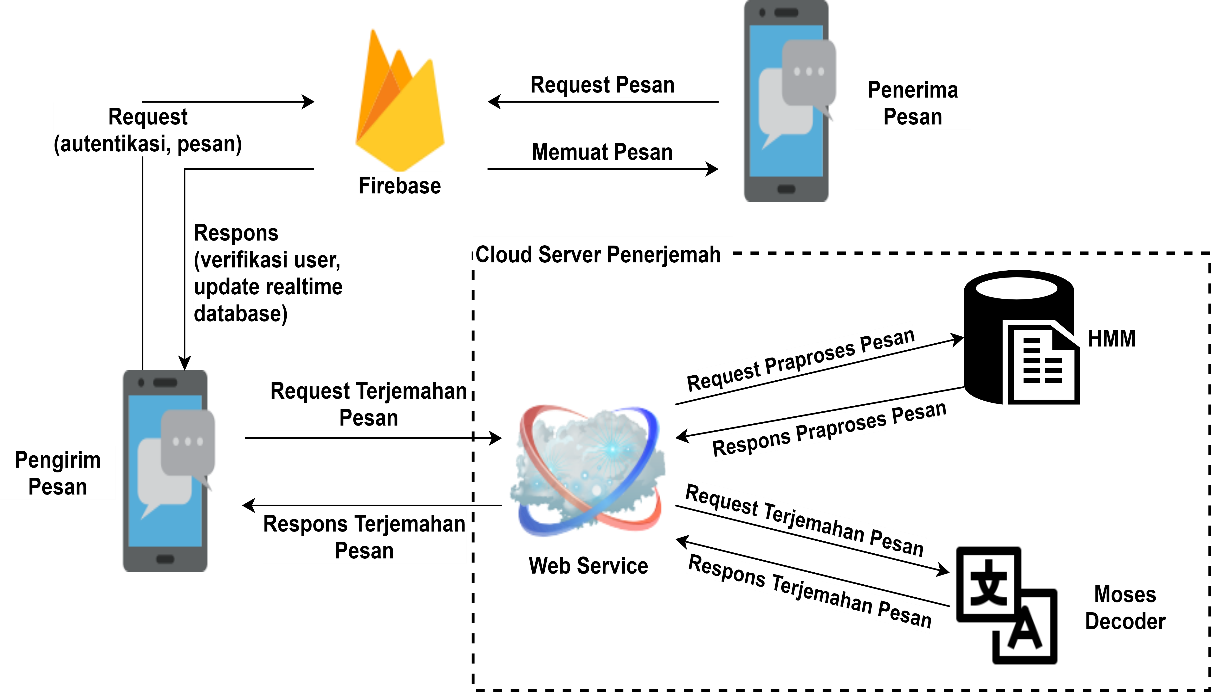 Request Pesan
Penerima
Pesan
Request
(autentikasi, pesan)
Memuat Pesan
Firebase
Respons
(verifikasi user,
update realtime
database)
Cloud Server Penerjemah
Request Praproses Pesan
HMM
Respons Praproses Pesan
Request Terjemahan
Pesan
Pengirim
Pesan
Respons Terjemahan
Pesan
Web Service
Request Terjemahan Pesan
Respons Terjemahan Pesan
文
A
Moses
Decoder